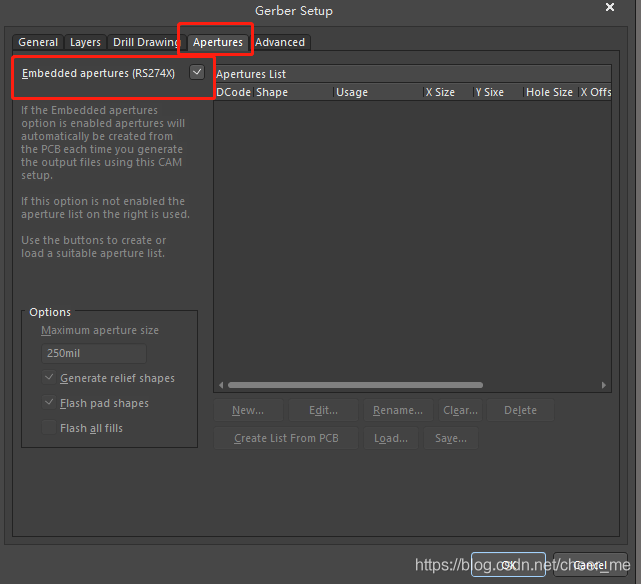 Gerber Setup
General Layers Drill Drawing Apertures Advanced
Embedded apertures (RS274X)
If the Embedded apertures
option is enabled apertures will
automatically be created from
the PCB each time you generate
the output files using this CAM
setup.
If this option is not enabled the
aperture list on the right is used.
Use the buttons to create or
load a suitable aperture list.
Options
Maximum aperture size
250mil
Generate relief shapes
Flash pad shapes
Flash all fills
Apertures List
DCode Shape Usage X Size Y Sixe Hole Size X Offs
New... Edit... Rename... Clear... Delete
Create List From PCB Load... Save...
OK Cancel
https://blog.csdn.net/cheer_me